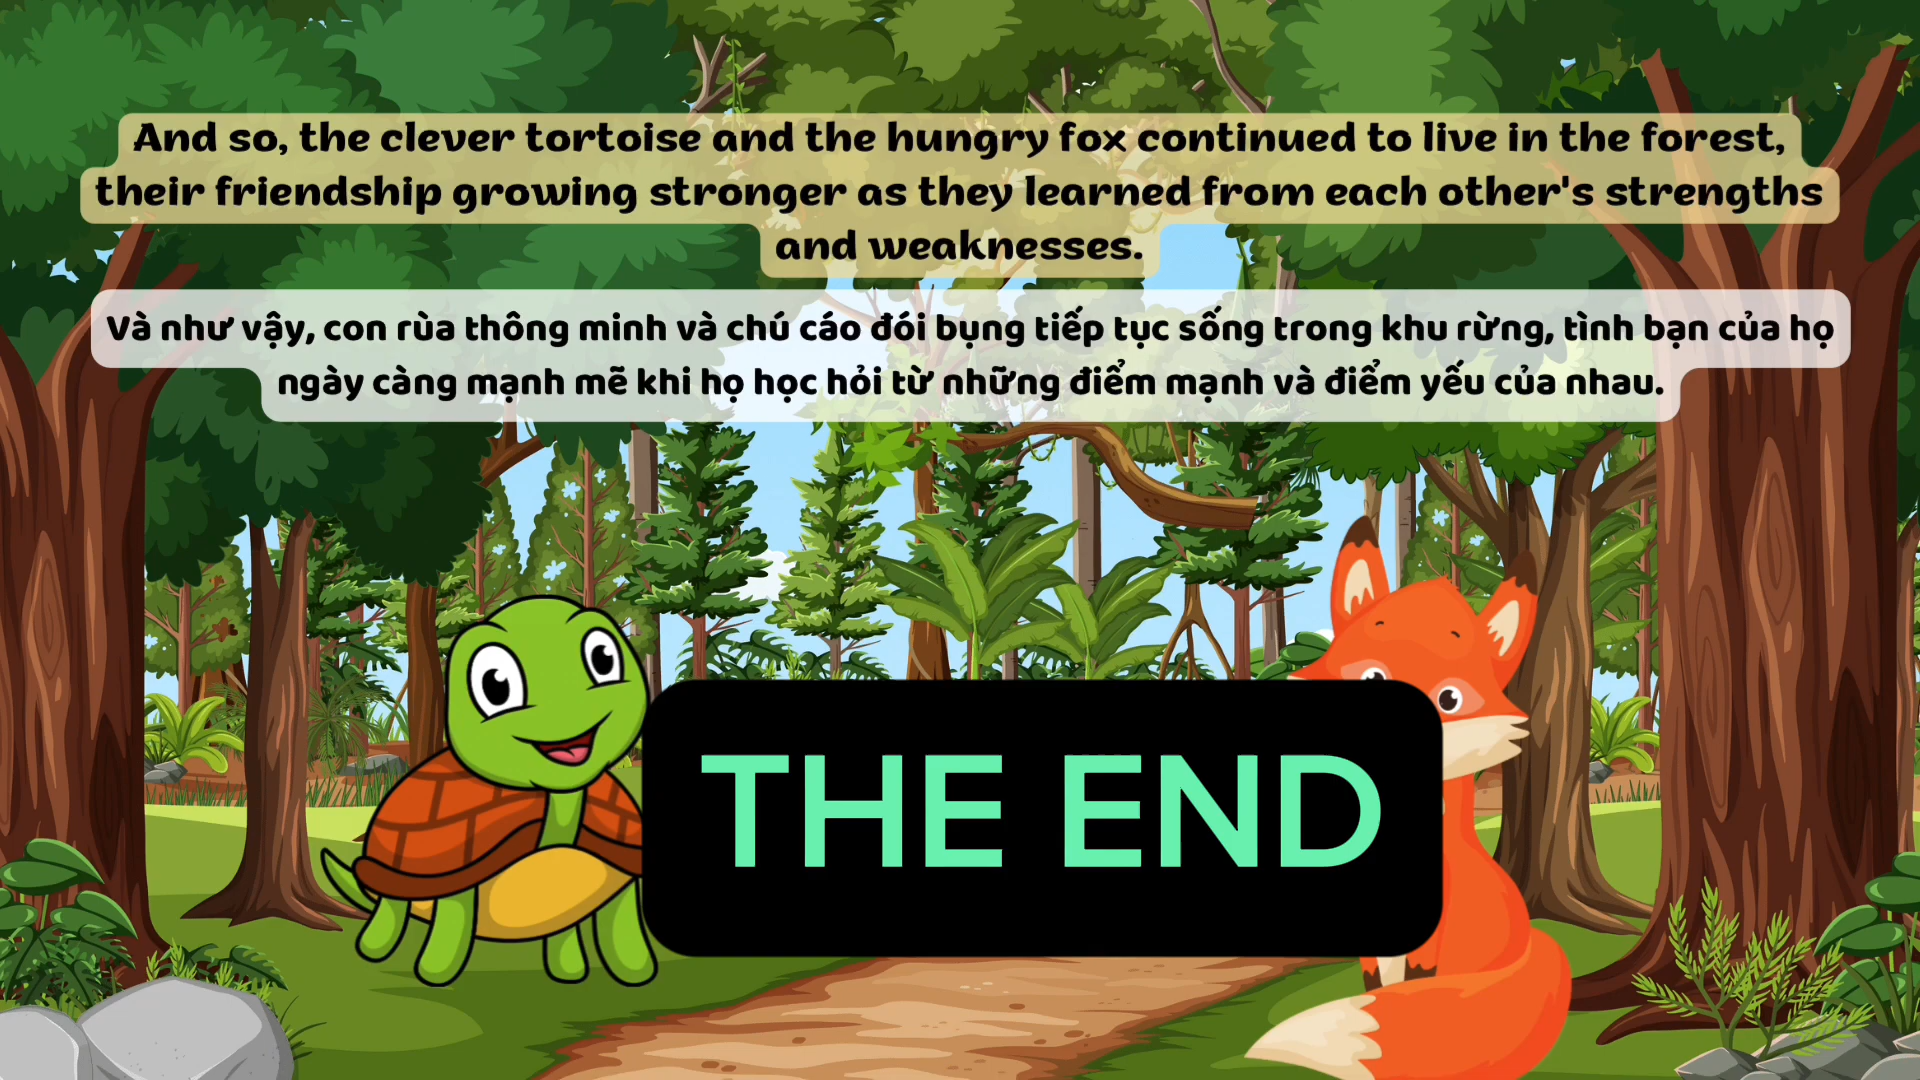 And so, the clever tortoise and the hungry fox continued to live in the forest,
their friendship growing stronger as they learned from each other's strengths
and weaknesses.
Và như vậy, con rùa thông minh và chú cáo đói bụng tiếp tục sống trong khu rừng, tình bạn của họ
ngày càng mạnh mẽ khi họ học hỏi từ những điểm mạnh và điểm yếu của nhau.
THE END